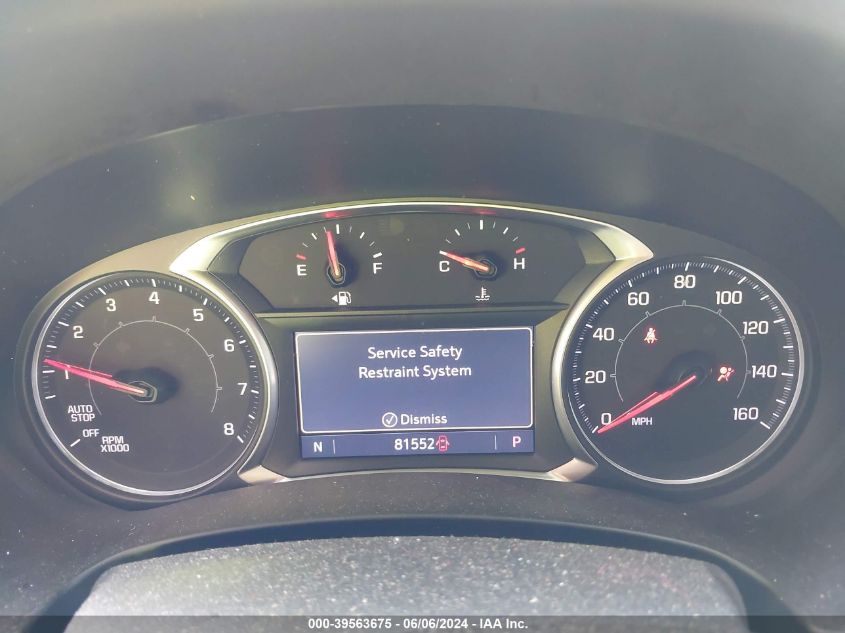 E F
C H
1 2 3 4 5 6 7 8
AUTO
STOP
OFF
RPM
X1000
Service Safety
Restraint System
Dismiss
N 81552 P
0 20 40 60 80 100 120 140 160
MPH
000-39563675 - 06/06/2024 - IAA Inc.